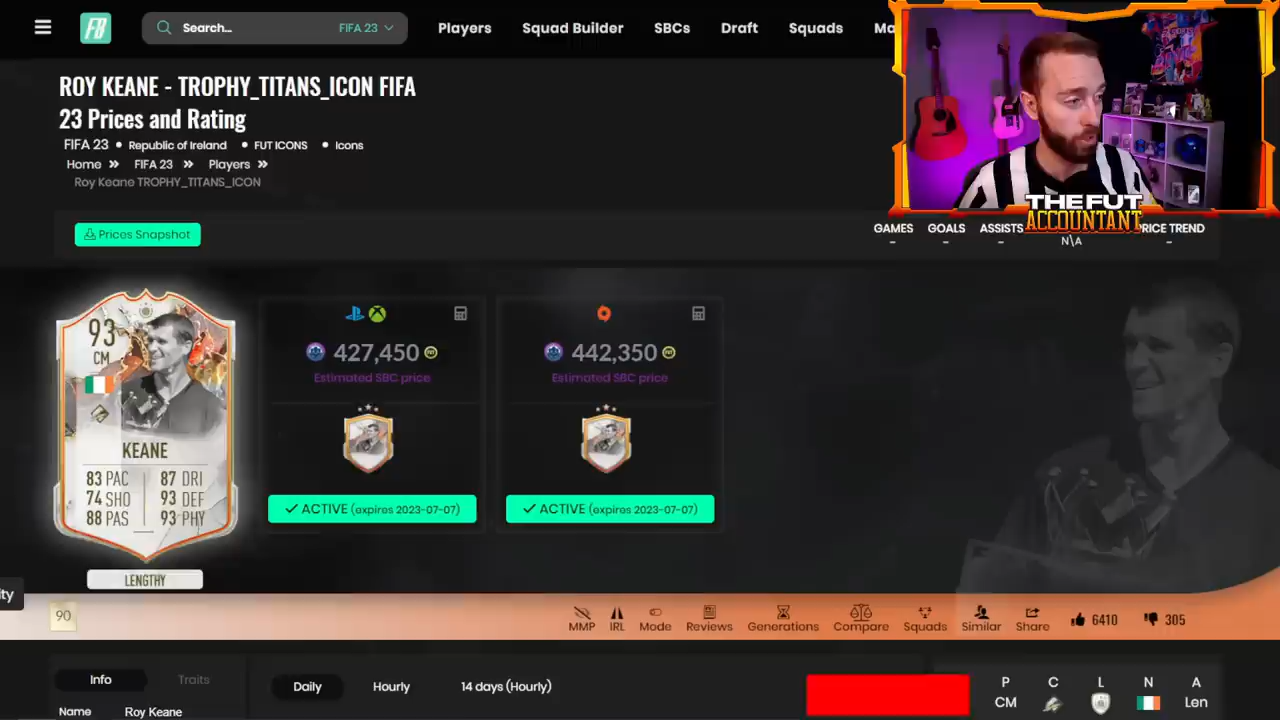 FB
Search...
FIFA 23
Players
Squad Builder
SBCs
Draft
Squads
Ma
ROY KEANE - TROPHY_TITANS_ICON FIFA
23 Prices and Rating
FIFA 23 • Republic of Ireland • FUT ICONS • Icons
Home » FIFA 23 » Players »
Roy Keane TROPHY_TITANS_ICON
THE FUT
ACCOUNTANT
Prices Snapshot
GAMES
GOALS
ASSISTS
RICE TREND
-
-
-
N\A
-
93
CM
KEANE
83 PAC
87 DRI
74 SHO
93 DEF
88 PAS
93 PHY
LENGTHY
427,450
Estimated SBC price
ACTIVE (expires 2023-07-07)
442,350
Estimated SBC price
ACTIVE (expires 2023-07-07)
ity
90
MMP
IRL
Mode
Reviews
Generations
Compare
Squads
Similar
Share
6410
305
Info
Traits
Name
Roy Keane
Daily
Hourly
14 days (Hourly)
P
C
L
N
A
CM
Len